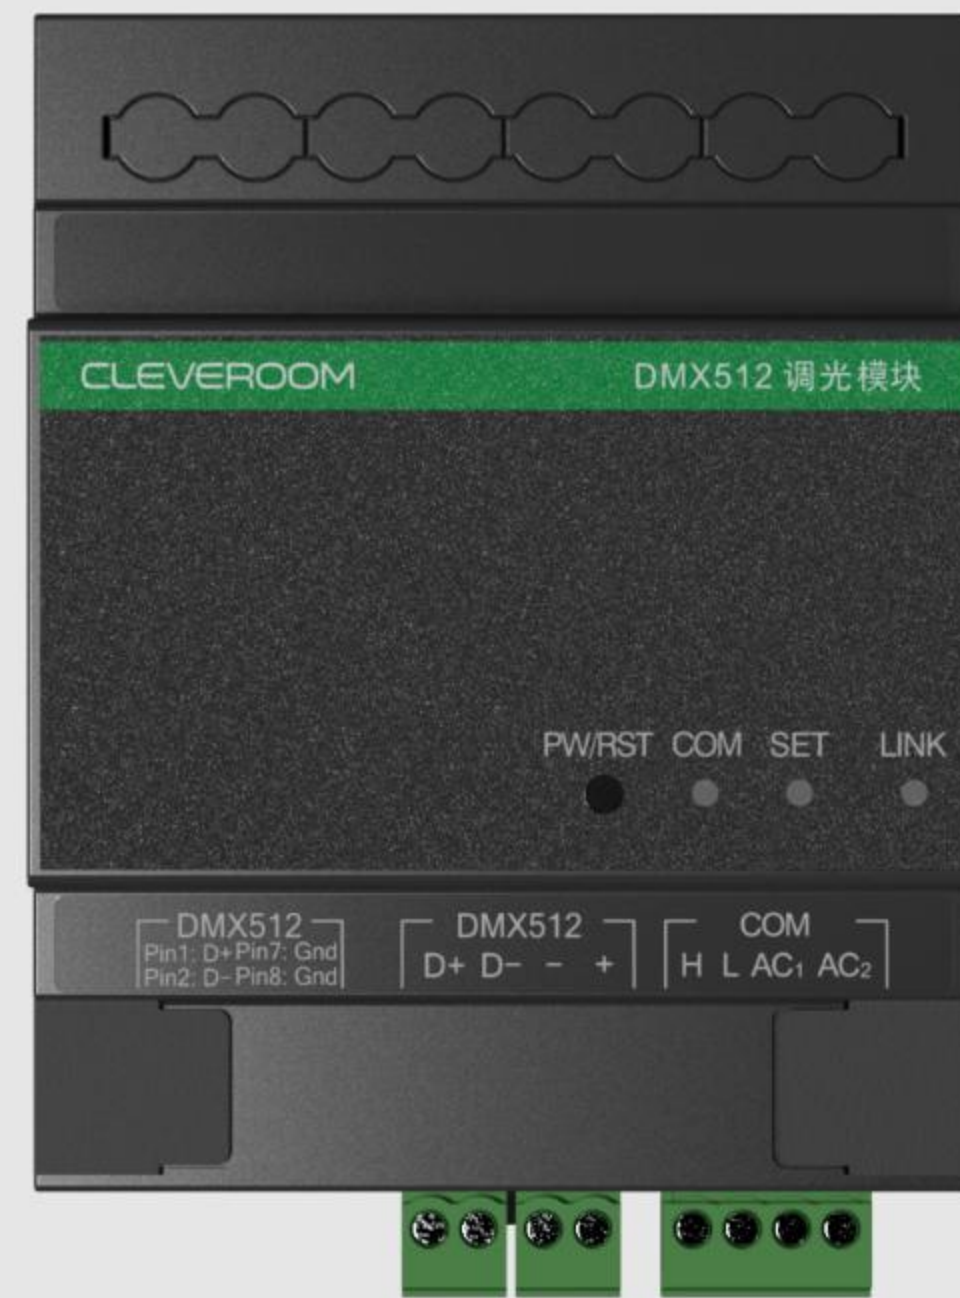 CLEVEROOM DMX512 调光模块
PW/RST COM SET LINK
DMX512 DMX512 COM
Pin1: D+ Pin7: Gnd
Pin2: D- Pin8: Gnd
D+ D- - +
H L AC1 AC2